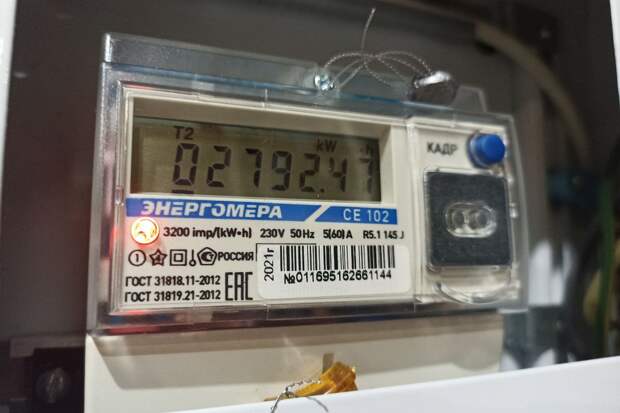 T2 kW·h
02792.47
КАДР
ЭНЕРГОМЕРА CE 102
3200 imp/(kW•h) 230V 50Hz 5(60)A R5.1 145 J
РОССИЯ
ГОСТ 31818.11-2012
ГОСТ 31819.21-2012
EAC
2021г
№011695162661144